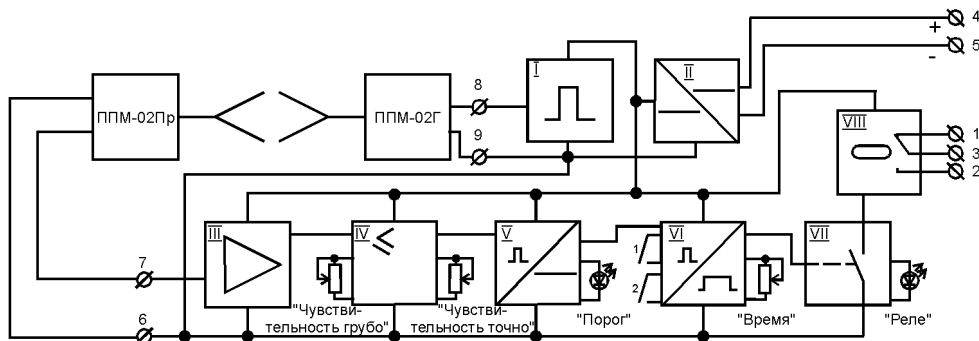 4
+
5
-
I
II
8
ППМ-02Пр
ППМ-02Г
9
VIII
1
3
2
III
IV
V
VI
VII
1
2
7
"Чувстви-
тельность грубо"
"Чувстви-
тельность точно"
"Порог"
"Время"
"Реле"
6